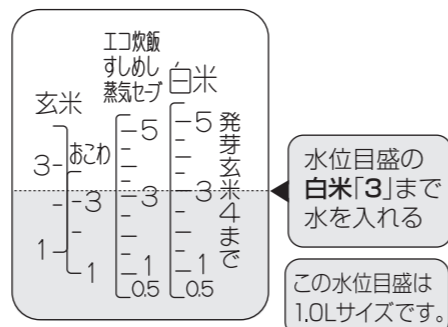 エコ炊飯
すしめし
蒸気セーブ
白米
玄米
おこわ
3
1
3
1
5
3
1
0.5
5
3
1
0.5
発芽玄米4まで
水位目盛の
白米「3」まで
水を入れる
この水位目盛は
1.0Lサイズです。